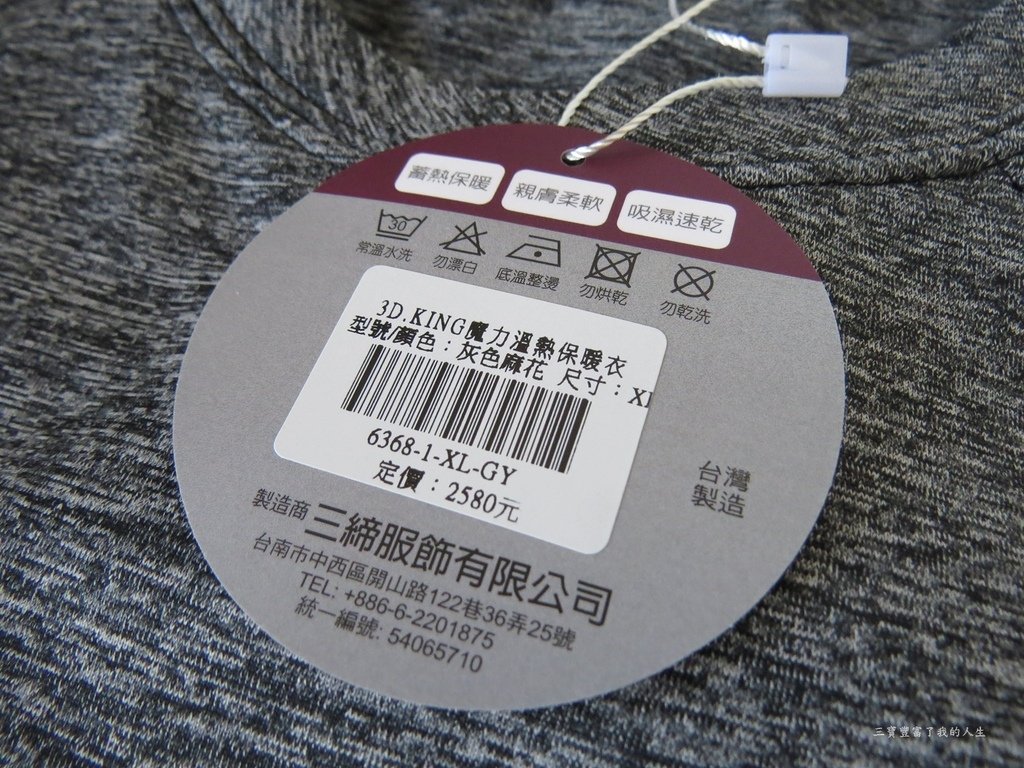 蓄熱保暖 親膚柔軟 吸濕速乾
30
常溫水洗 勿漂白 底溫整燙 勿烘乾 勿乾洗
3D.KING魔力溫熱保暖衣
型號/顏色：灰色麻花 尺寸：XL
6368-1-XL-GY
定價：2580元
台灣
製造
製造商 三締服飾有限公司
台南市中西區開山路122巷36弄25號
TEL: +886-6-2201875
統一編號: 54065710
三寶豐富了我的人生